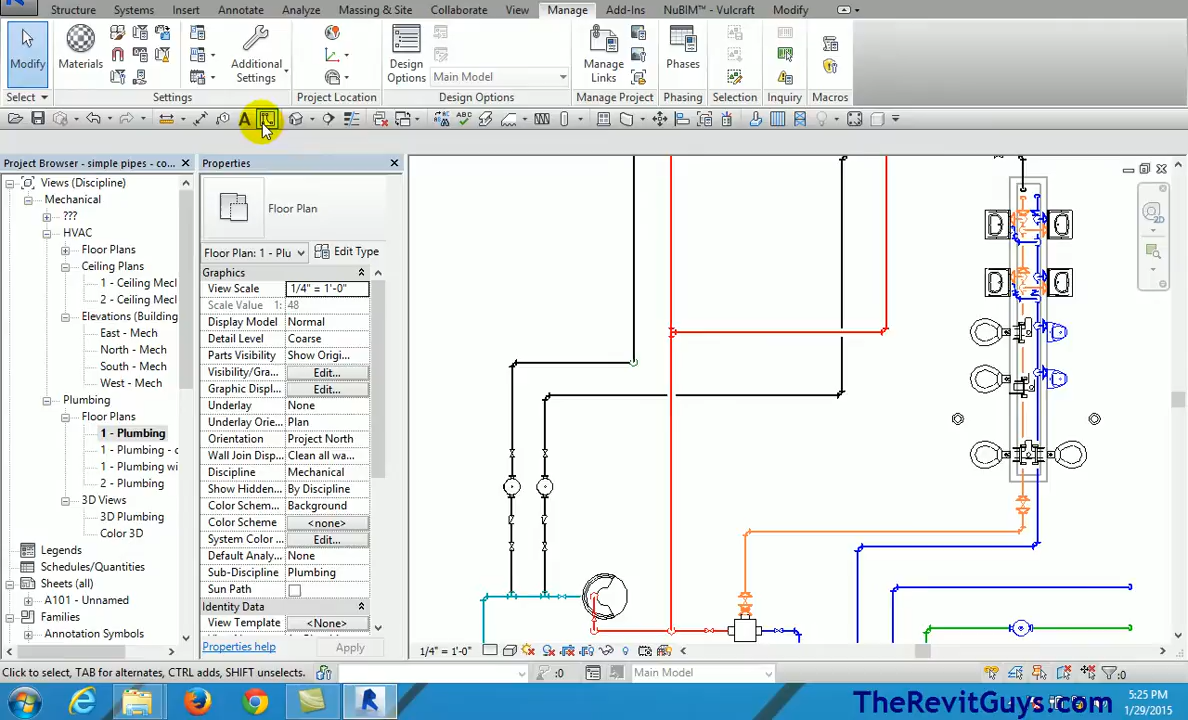 Structure Systems Insert Annotate Analyze Massing & Site Collaborate View Manage Add-Ins NuBIM™ - Vulcraft Modify
Modify Materials Additional Settings Design Options Main Model Manage Links Phases
Select Settings Project Location Design Options Manage Project Phasing Selection Inquiry Macros
A ABC
Project Browser - simple pipes - co... Properties
Views (Discipline)
Mechanical
???
HVAC
Floor Plans
Ceiling Plans
1 - Ceiling Mecl
2 - Ceiling Mecl
Elevations (Building
East - Mech
North - Mech
South - Mech
West - Mech
Plumbing
Floor Plans
1 - Plumbing
1 - Plumbing - c
1 - Plumbing wi
2 - Plumbing
3D Views
3D Plumbing
Color 3D
Legends
Schedules/Quantities
Sheets (all)
A101 - Unnamed
Families
Annotation Symbols
Floor Plan
Floor Plan: 1 - Plu Edit Type
Graphics
View Scale 1/4" = 1'-0"
Scale Value 1: 48
Display Model Normal
Detail Level Coarse
Parts Visibility Show Origi...
Visibility/Gra... Edit...
Graphic Displ... Edit...
Underlay None
Underlay Orie... Plan
Orientation Project North
Wall Join Disp... Clean all wa...
Discipline Mechanical
Show Hidden... By Discipline
Color Schem... Background
Color Scheme <none>
System Color ... Edit...
Default Analy... None
Sub-Discipline Plumbing
Sun Path
Identity Data
View Template <None>
Properties help Apply
2D
1/4" = 1'-0"
Click to select, TAB for alternates, CTRL adds, SHIFT unselects. :0 Main Model :0
TheRevitGuys.com
5:25 PM
1/29/2015